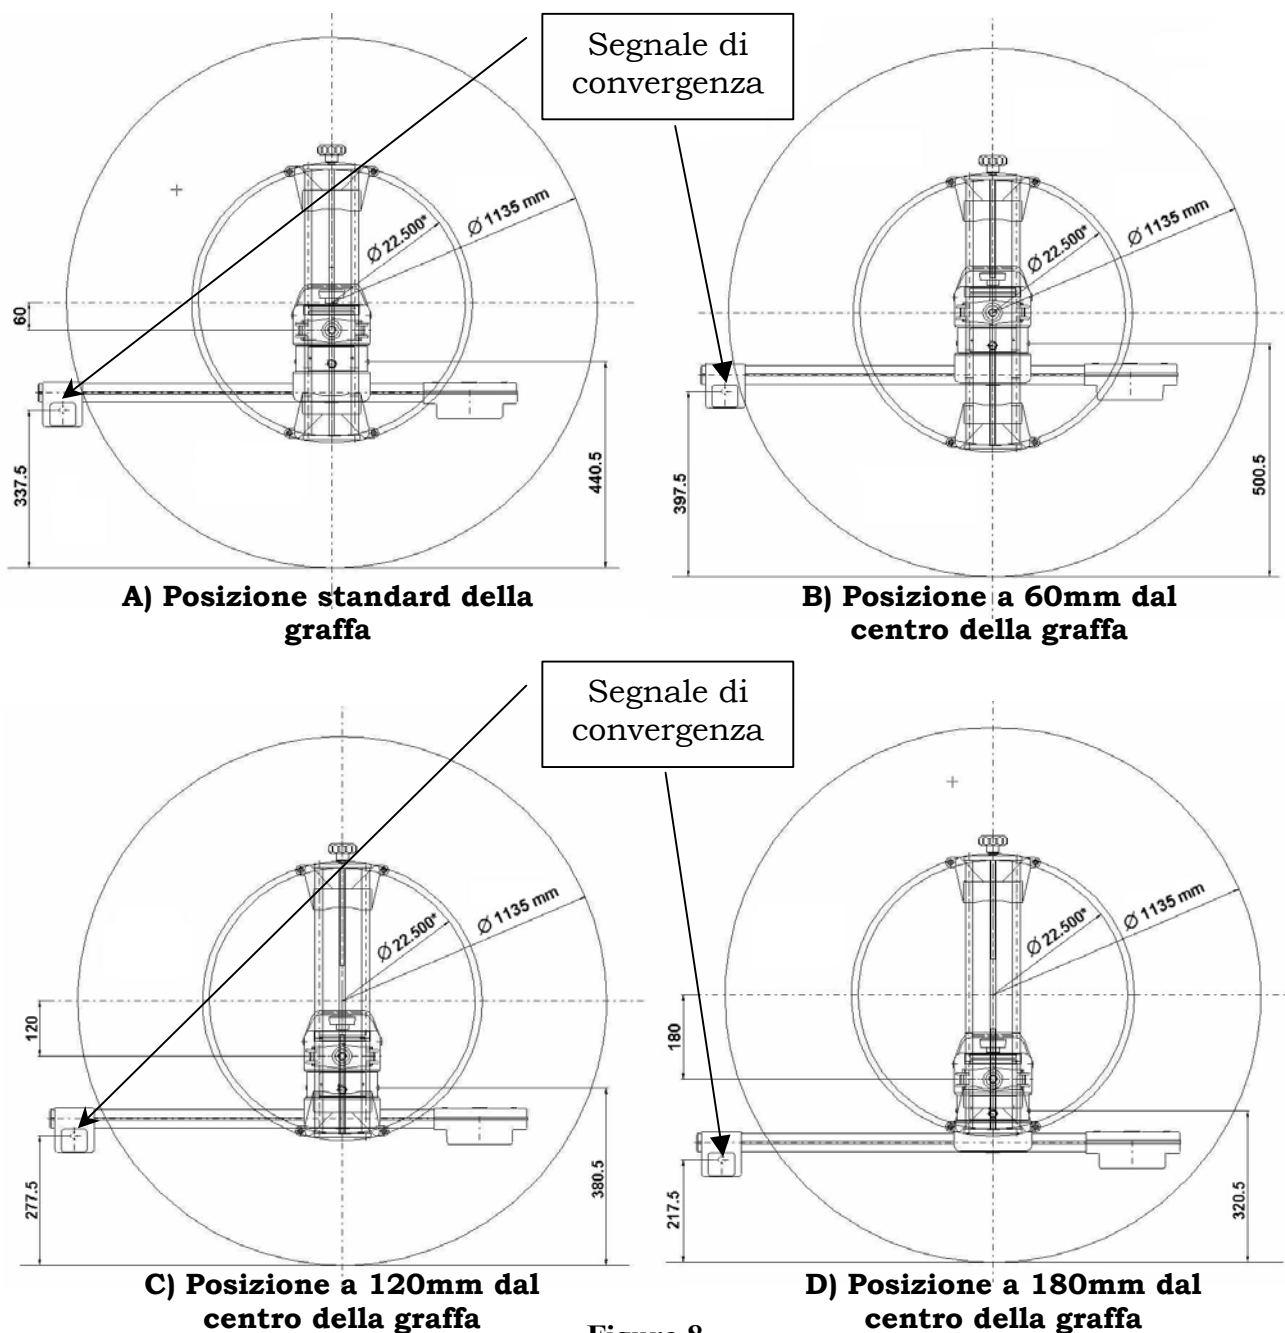 Segnale di
convergenza
Ø 22.500*
Ø 1135 mm
60
337.5
440.5
Ø 22.500*
Ø 1135 mm
397.5
500.5
A) Posizione standard della
graffa
B) Posizione a 60mm dal
centro della graffa
Segnale di
convergenza
Ø 22.500*
Ø 1135 mm
120
277.5
380.5
Ø 22.500*
Ø 1135 mm
180
217.5
320.5
C) Posizione a 120mm dal
centro della graffa
D) Posizione a 180mm dal
centro della graffa
Figura 8